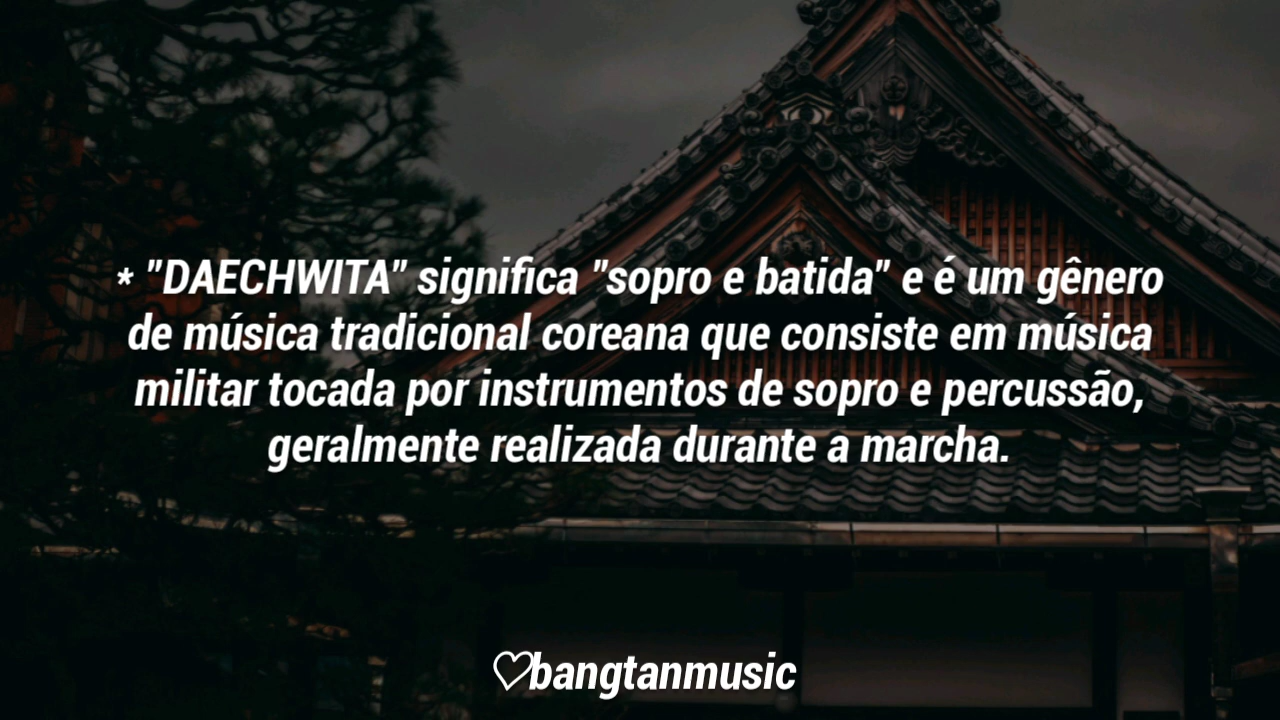 * "DAECHWITA" significa "sopro e batida" e é um gênero
de música tradicional coreana que consiste em música
militar tocada por instrumentos de sopro e percussão,
geralmente realizada durante a marcha.
♡bangtanmusic